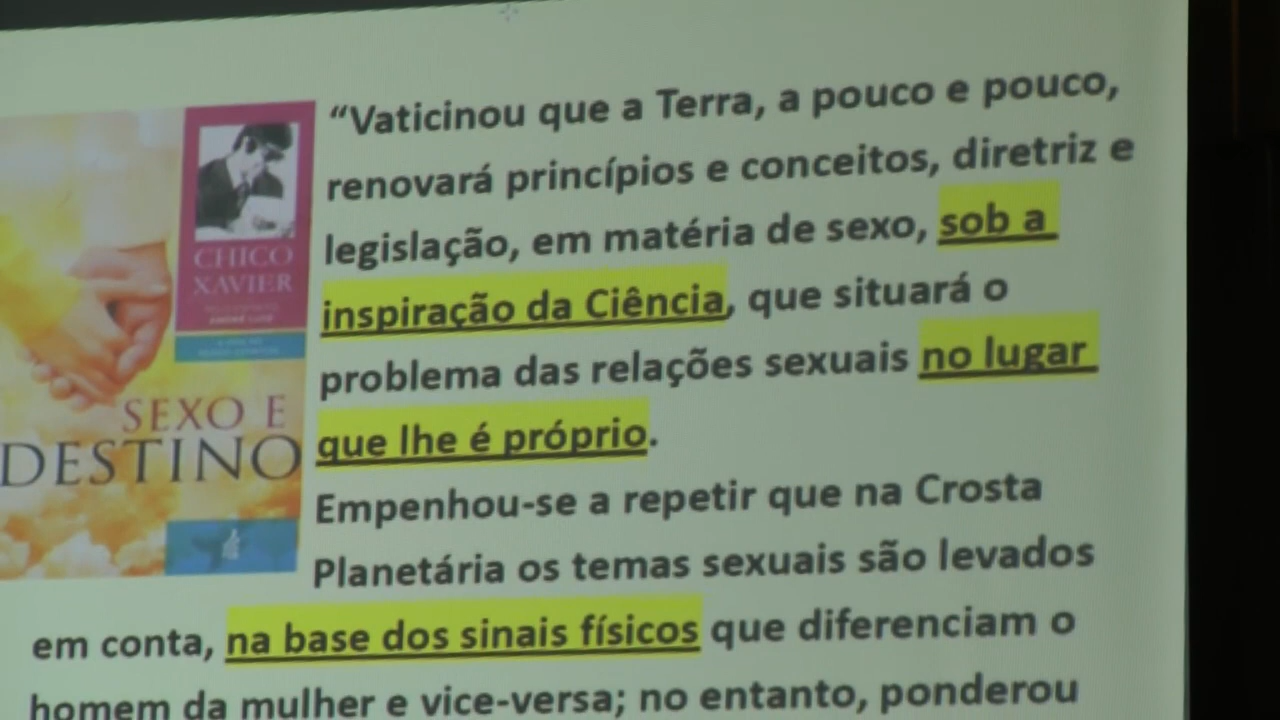 “Vaticinou que a Terra, a pouco e pouco,
renovará princípios e conceitos, diretriz e
legislação, em matéria de sexo, sob a
inspiração da Ciência, que situará o
problema das relações sexuais no lugar
que lhe é próprio.
Empenhou-se a repetir que na Crosta
Planetária os temas sexuais são levados
em conta, na base dos sinais físicos que diferenciam o
homem da mulher e vice-versa; no entanto, ponderou
CHICO
XAVIER
SEXO E
DESTINO